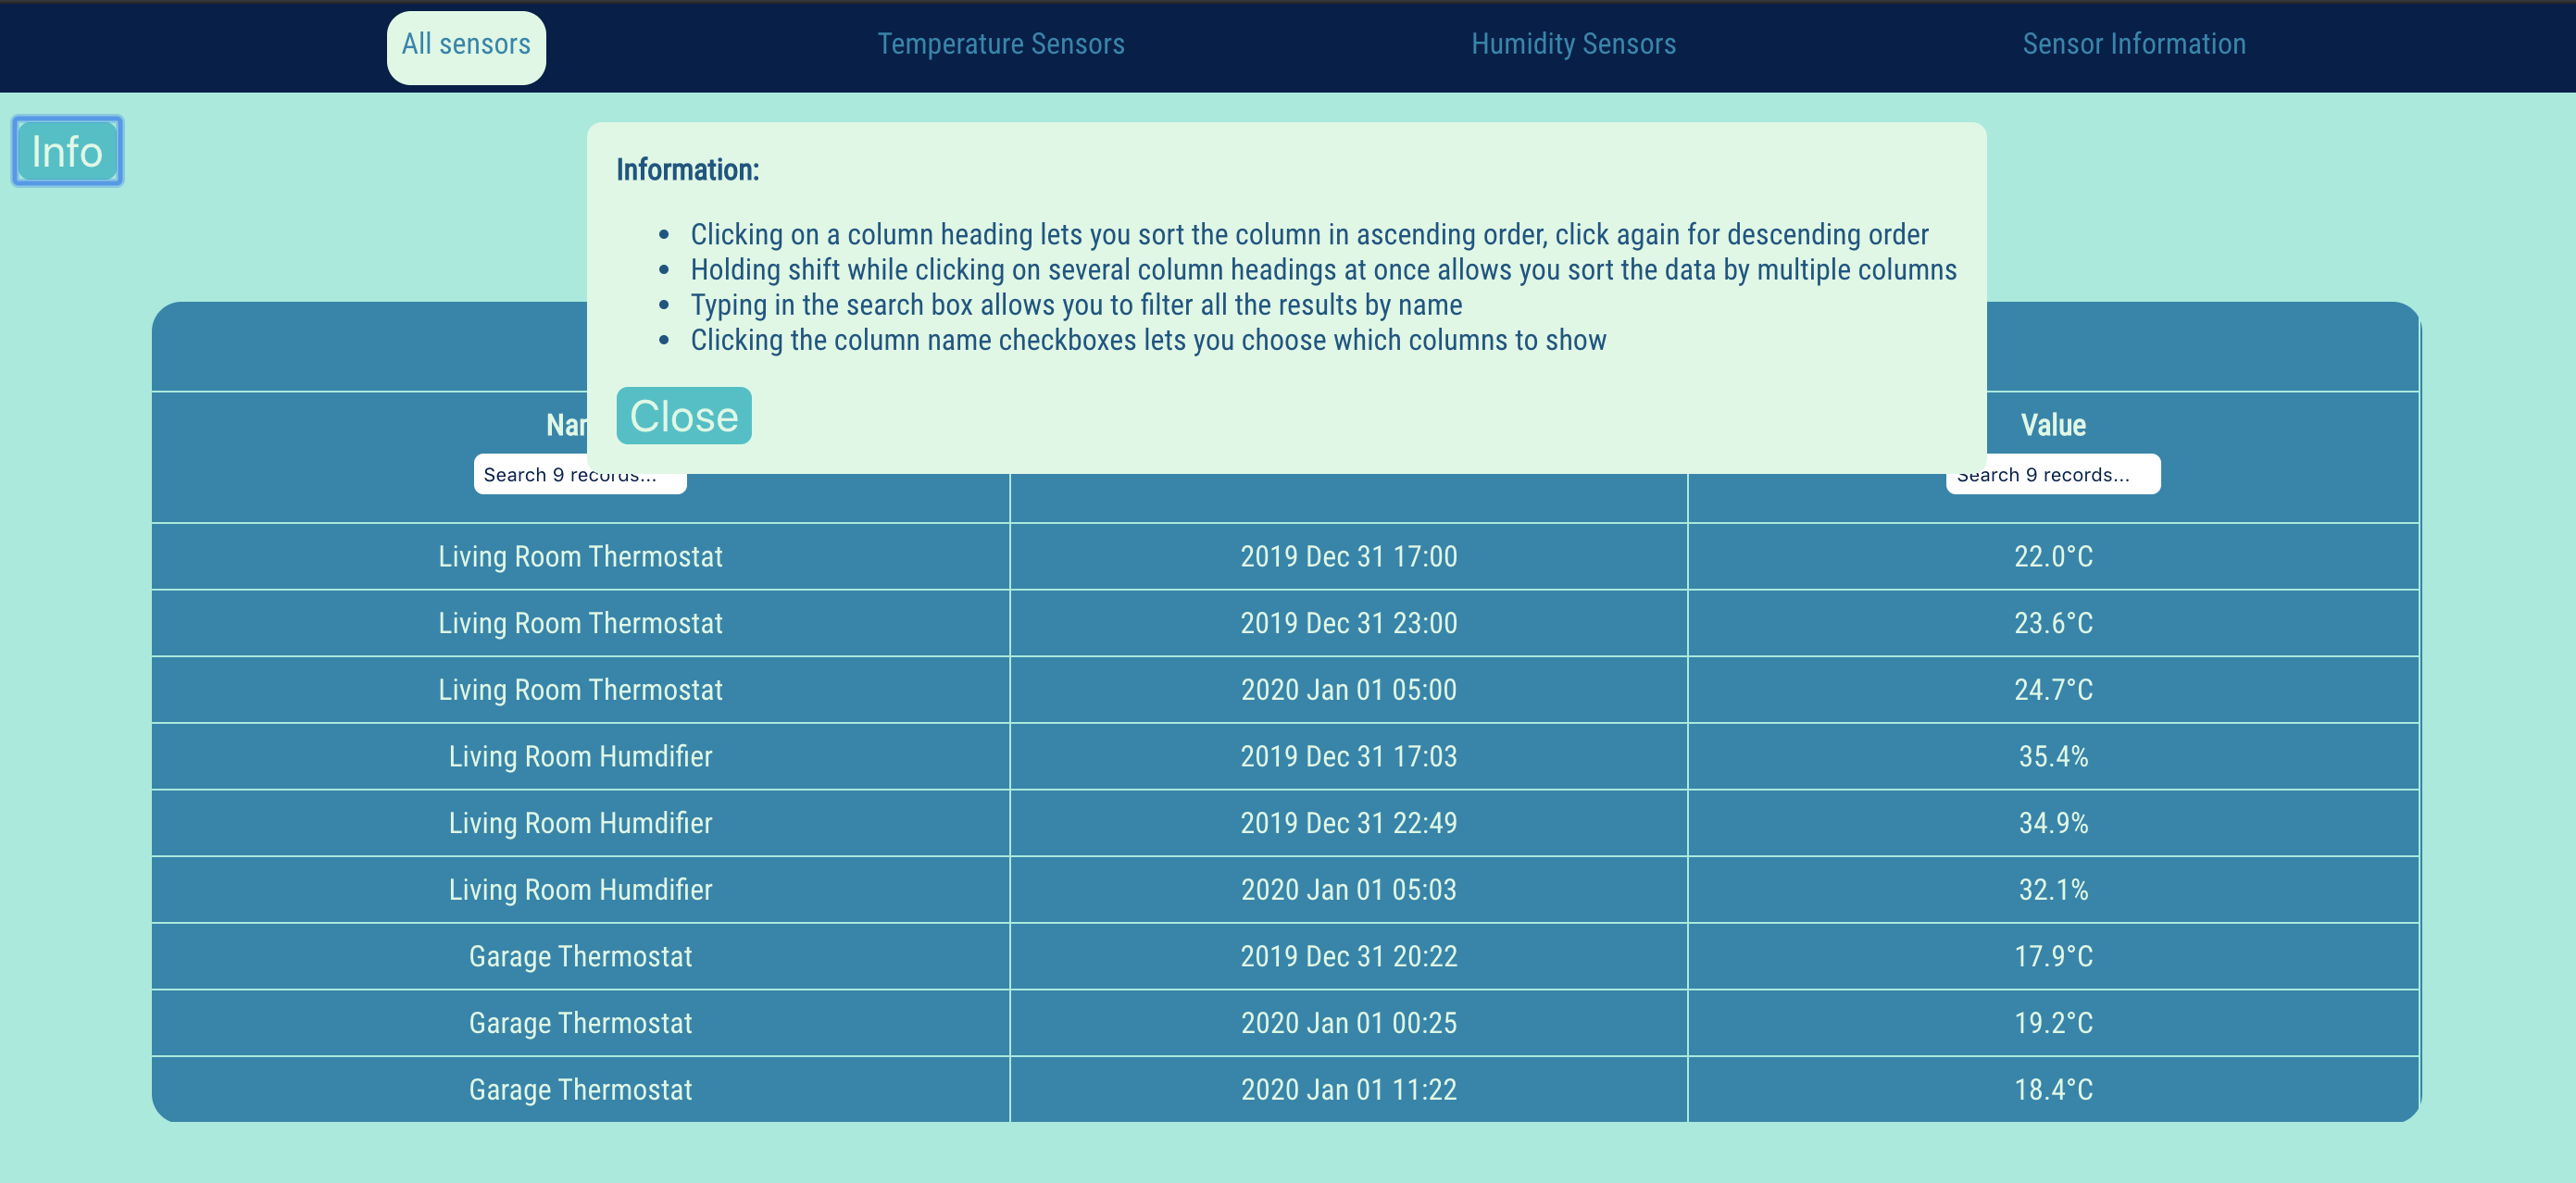 All sensors Temperature Sensors Humidity Sensors Sensor Information
Info
Information:
• Clicking on a column heading lets you sort the column in ascending order, click again for descending order
• Holding shift while clicking on several column headings at once allows you sort the data by multiple columns
• Typing in the search box allows you to filter all the results by name
• Clicking the column name checkboxes lets you choose which columns to show
Close
Value
Search 9 records... Search 9 records...
Living Room Thermostat 2019 Dec 31 17:00 22.0°C
Living Room Thermostat 2019 Dec 31 23:00 23.6°C
Living Room Thermostat 2020 Jan 01 05:00 24.7°C
Living Room Humdifier 2019 Dec 31 17:03 35.4%
Living Room Humdifier 2019 Dec 31 22:49 34.9%
Living Room Humdifier 2020 Jan 01 05:03 32.1%
Garage Thermostat 2019 Dec 31 20:22 17.9°C
Garage Thermostat 2020 Jan 01 00:25 19.2°C
Garage Thermostat 2020 Jan 01 11:22 18.4°C